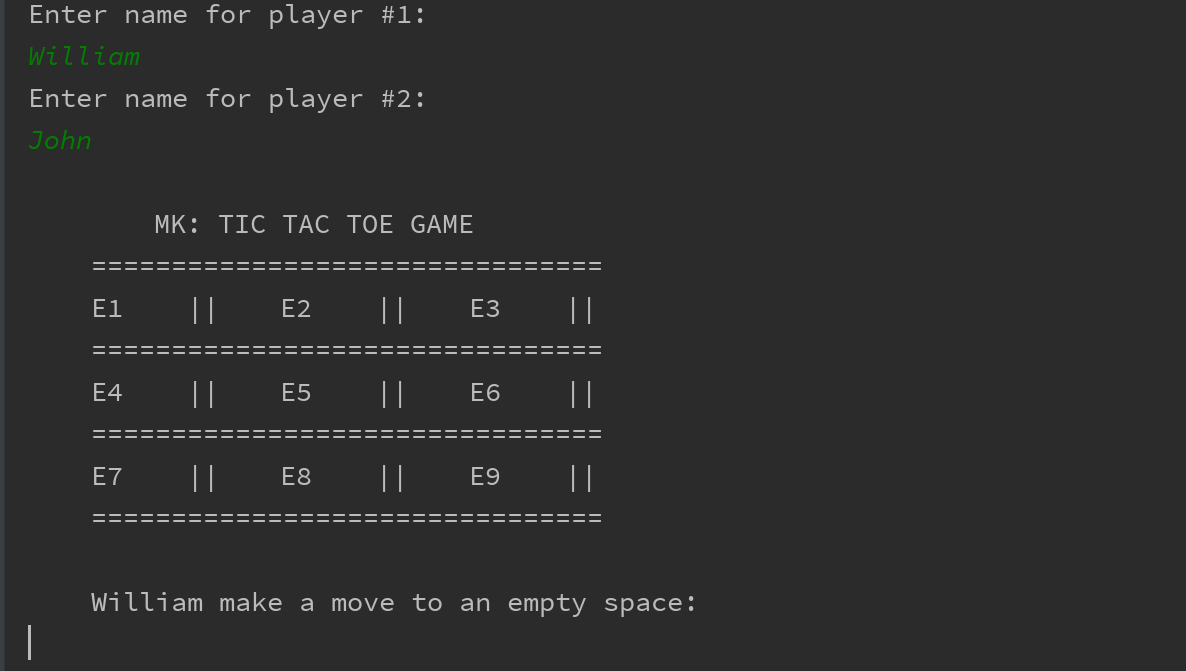 Enter name for player #1:
William
Enter name for player #2:
John
MK: TIC TAC TOE GAME
================================
E1    ||    E2    ||    E3    ||
================================
E4    ||    E5    ||    E6    ||
================================
E7    ||    E8    ||    E9    ||
================================
William make a move to an empty space: